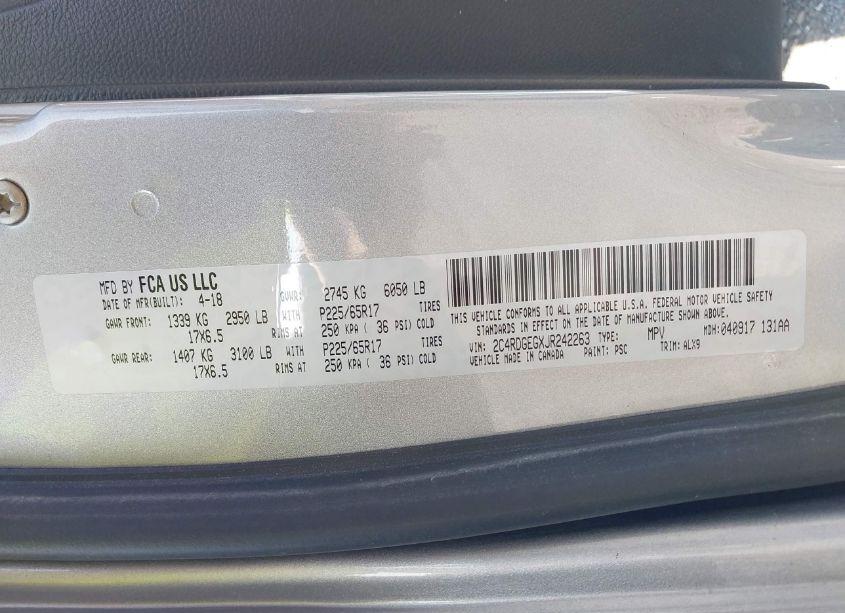 MFD BY FCA US LLC
DATE OF MFR(BUILT): 4-18 GVWR: 2745 KG 6050 LB
GAWR FRONT: 1339 KG 2950 LB WITH P225/65R17 TIRES
17X6.5 RIMS AT 250 KPA ( 36 PSI) COLD
GAWR REAR: 1407 KG 3100 LB WITH P225/65R17 TIRES
17X6.5 RIMS AT 250 KPA ( 36 PSI) COLD
THIS VEHICLE CONFORMS TO ALL APPLICABLE U.S.A. FEDERAL MOTOR VEHICLE SAFETY
STANDARDS IN EFFECT ON THE DATE OF MANUFACTURE SHOWN ABOVE.
VIN: 2C4RDGEGXJR242263 TYPE: MPV MDH: 040917 131AA
VEHICLE MADE IN CANADA PAINT: PSC TRIM: ALX9